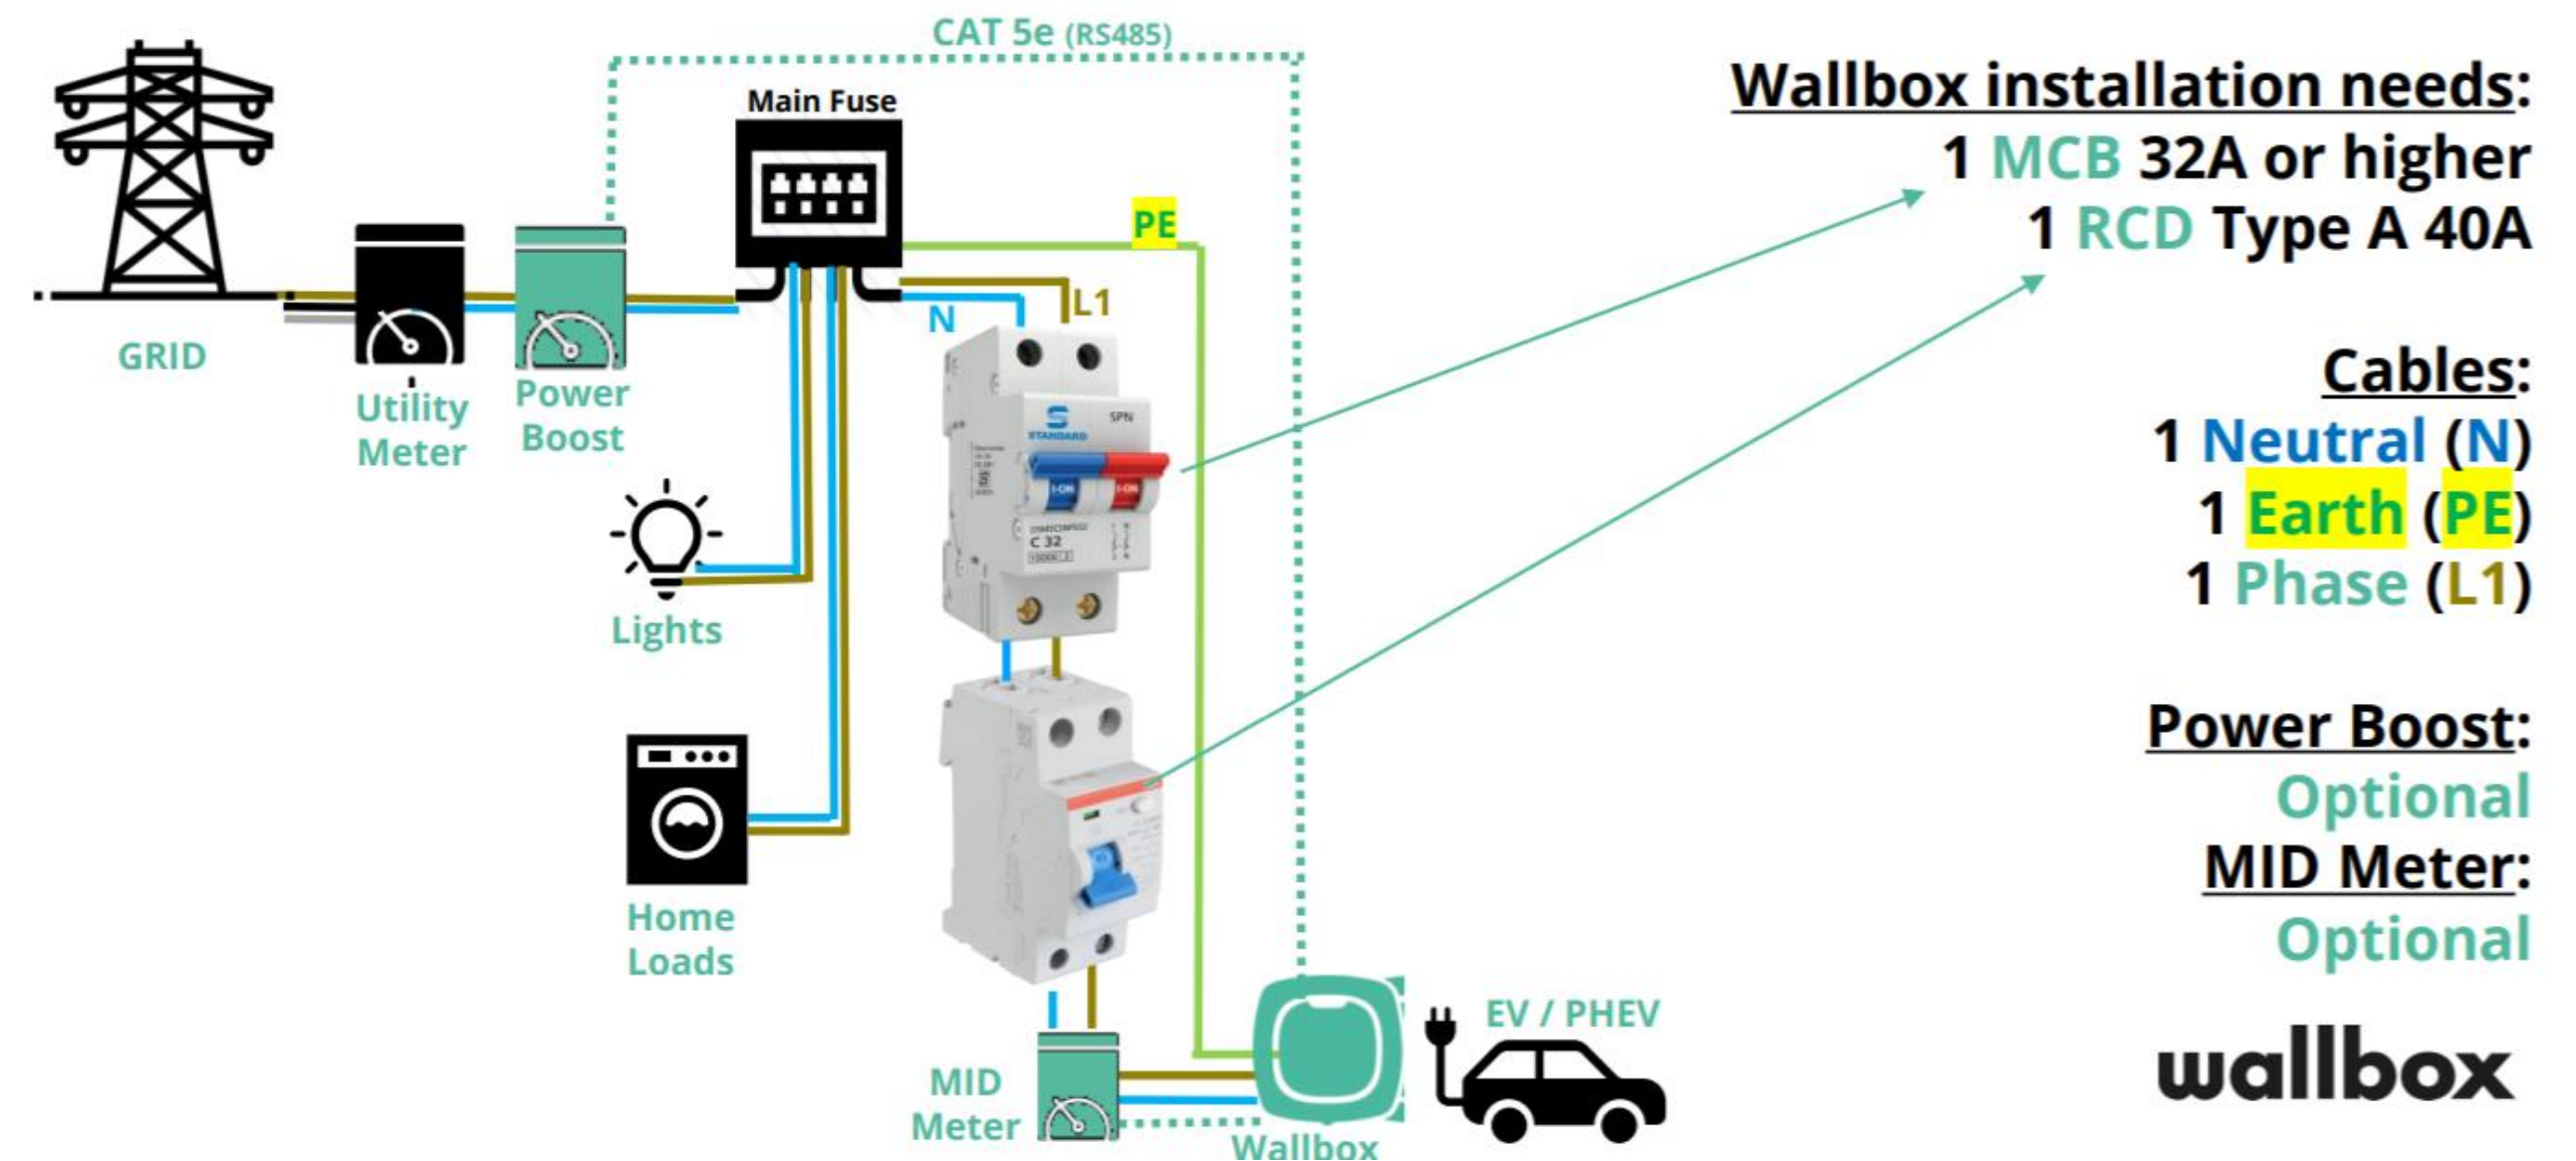 CAT 5e (RS485)
Main Fuse
PE
N
L1
GRID
Utility
Meter
Power
Boost
Lights
Home
Loads
STANDARD
SPN
I-ON
I-ON
C 32
MID
Meter
Wallbox
EV / PHEV
Wallbox installation needs:
1 MCB 32A or higher
1 RCD Type A 40A
Cables:
1 Neutral (N)
1 Earth (PE)
1 Phase (L1)
Power Boost:
Optional
MID Meter:
Optional
wallbox